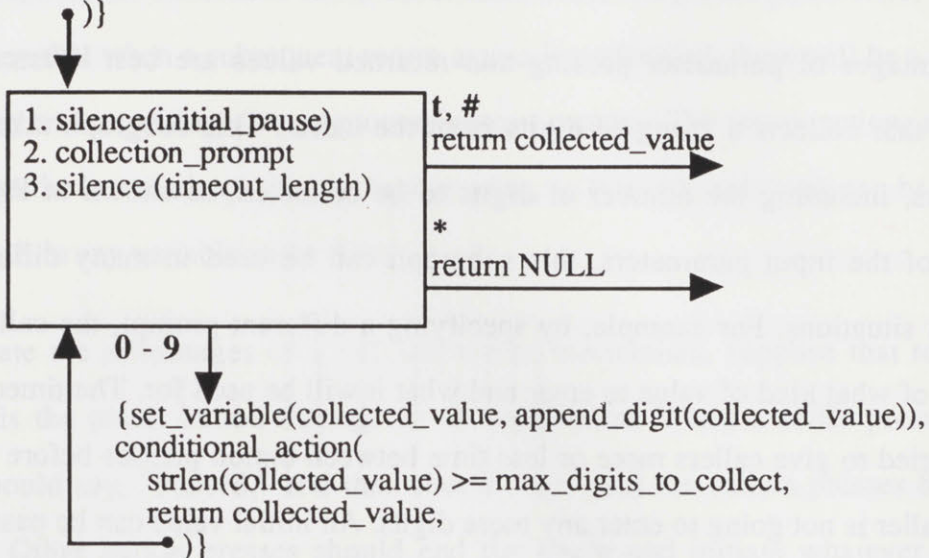 )}
1. silence(initial_pause)
2. collection_prompt
3. silence (timeout_length)
t, #
return collected_value
*
return NULL
0 - 9
{set_variable(collected_value, append_digit(collected_value)),
conditional_action(
strlen(collected_value) >= max_digits_to_collect,
return collected_value,
)}